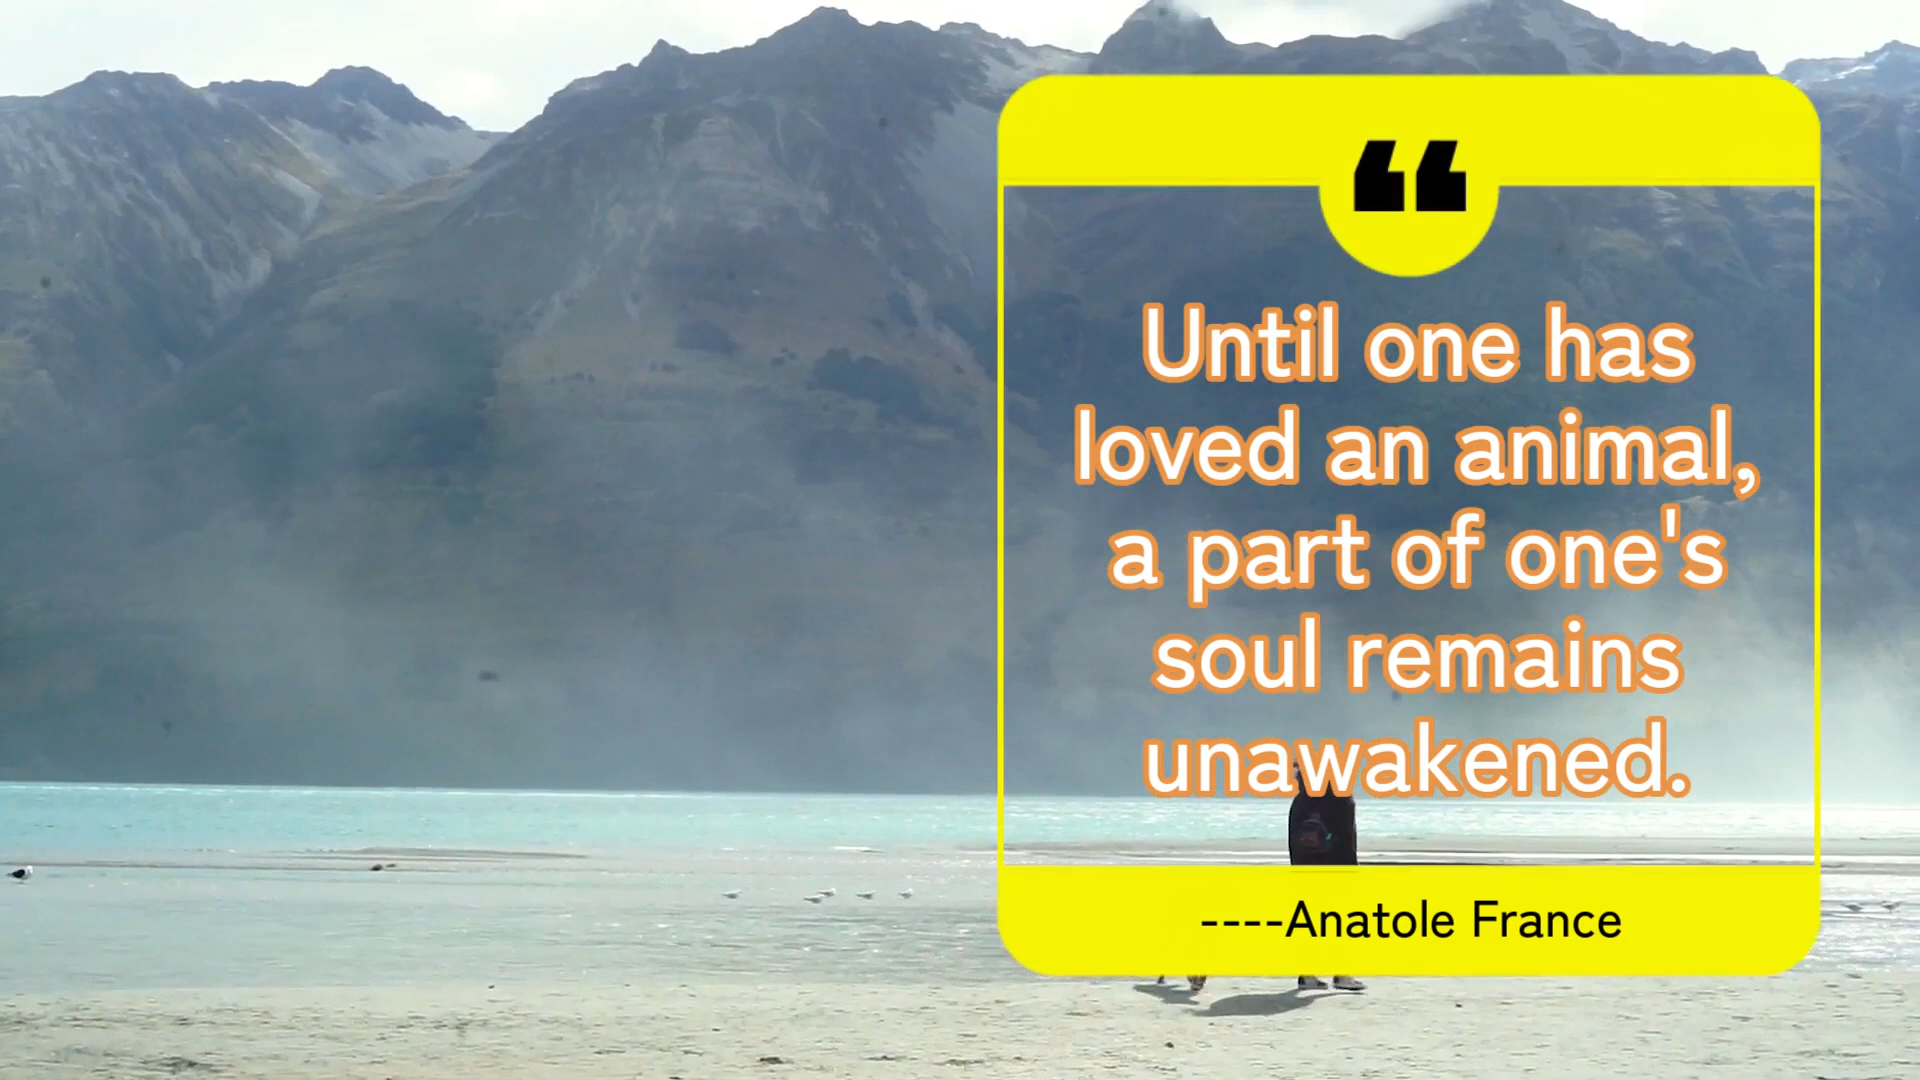 ❝
Until one has
loved an animal,
a part of one's
soul remains
unawakened.
----Anatole France